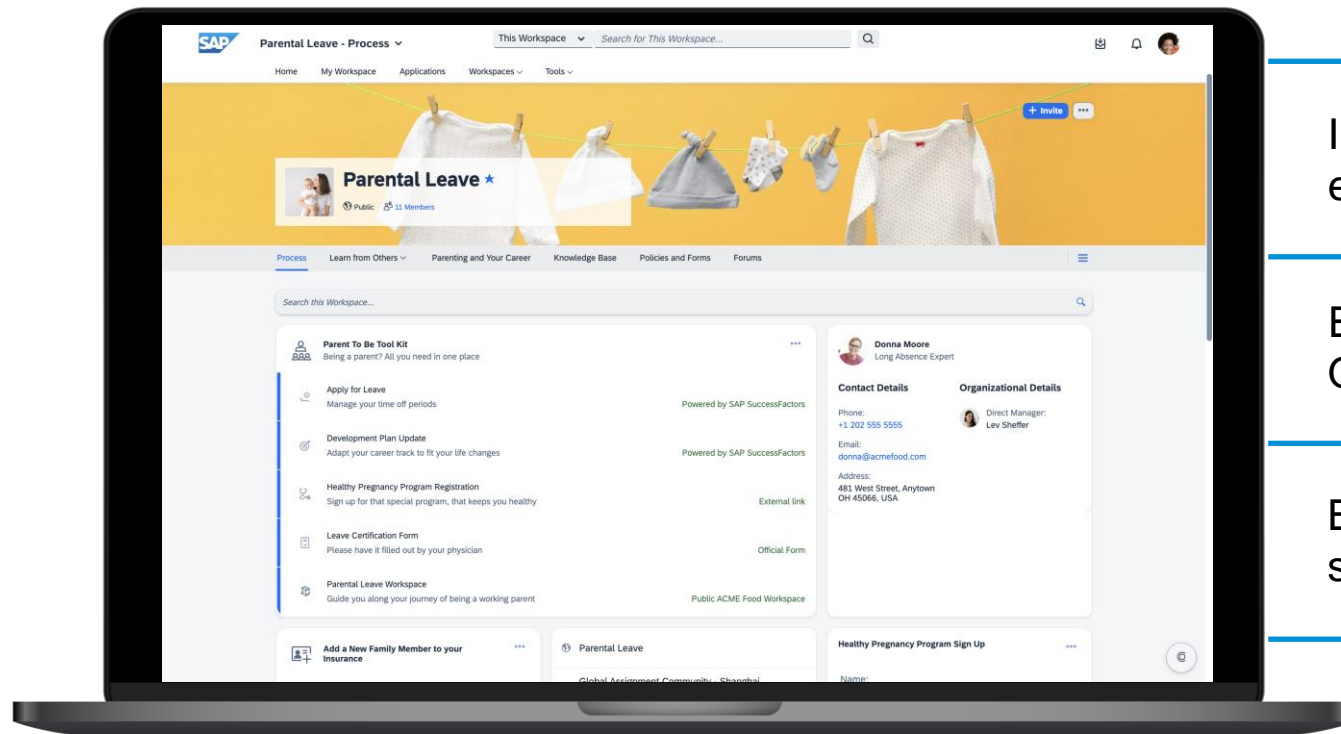 SAP
Parental Leave - Process
This Workspace
Search for This Workspace...
Home My Workspace Applications Workspaces Tools
+ Invite
Parental Leave
Public 11 Members
Process Learn from Others Parenting and Your Career Knowledge Base Policies and Forms Forums
Search this Workspace...
Parent To Be Tool Kit
Being a parent? All you need in one place
Apply for Leave
Manage your time off periods
Powered by SAP SuccessFactors
Development Plan Update
Adapt your career track to fit your life changes
Powered by SAP SuccessFactors
Healthy Pregnancy Program Registration
Sign up for that special program, that keeps you healthy
External link
Leave Certification Form
Please have it filled out by your physician
Official Form
Parental Leave Workspace
Guide you along your journey of being a working parent
Public ACME Food Workspace
Donna Moore
Long Absence Expert
Contact Details
Phone:
+1 202 555 5555
Email:
donna@acmefood.com
Address:
481 West Street, Anytown
OH 45066, USA
Organizational Details
Direct Manager:
Lev Sheffer
Add a New Family Member to your
Insurance
Parental Leave
Global Assignment Community - Shanghai
Healthy Pregnancy Program Sign Up
Name: